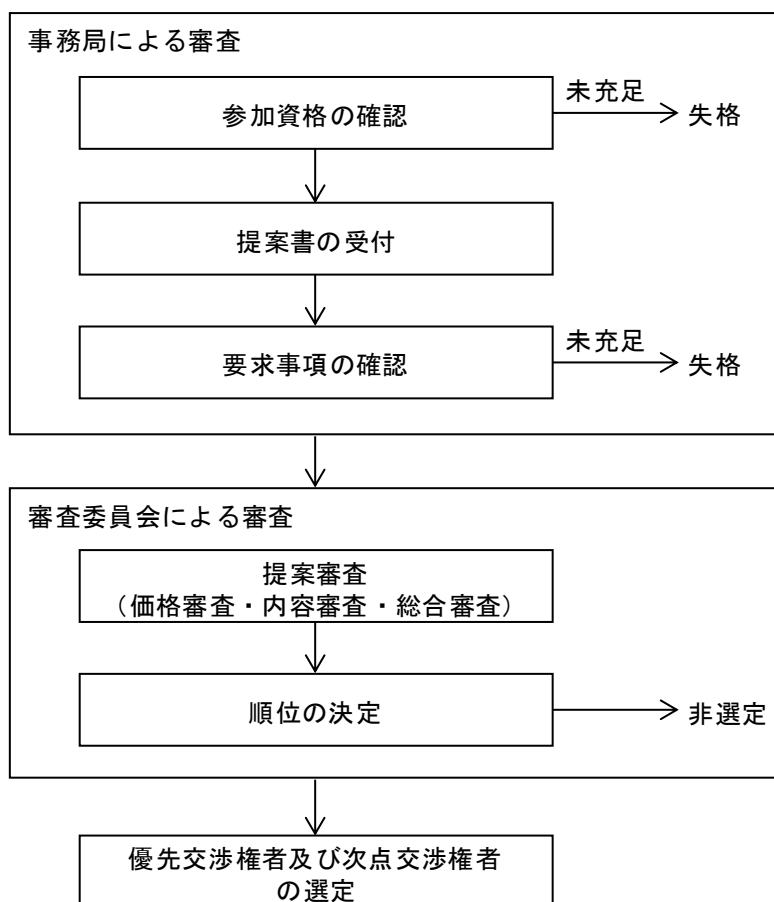 事務局による審査
参加資格の確認
未充足
失格
提案書の受付
要求事項の確認
未充足
失格
審査委員会による審査
提案審査
（価格審査・内容審査・総合審査）
順位の決定
非選定
優先交渉権者及び次点交渉権者
の選定